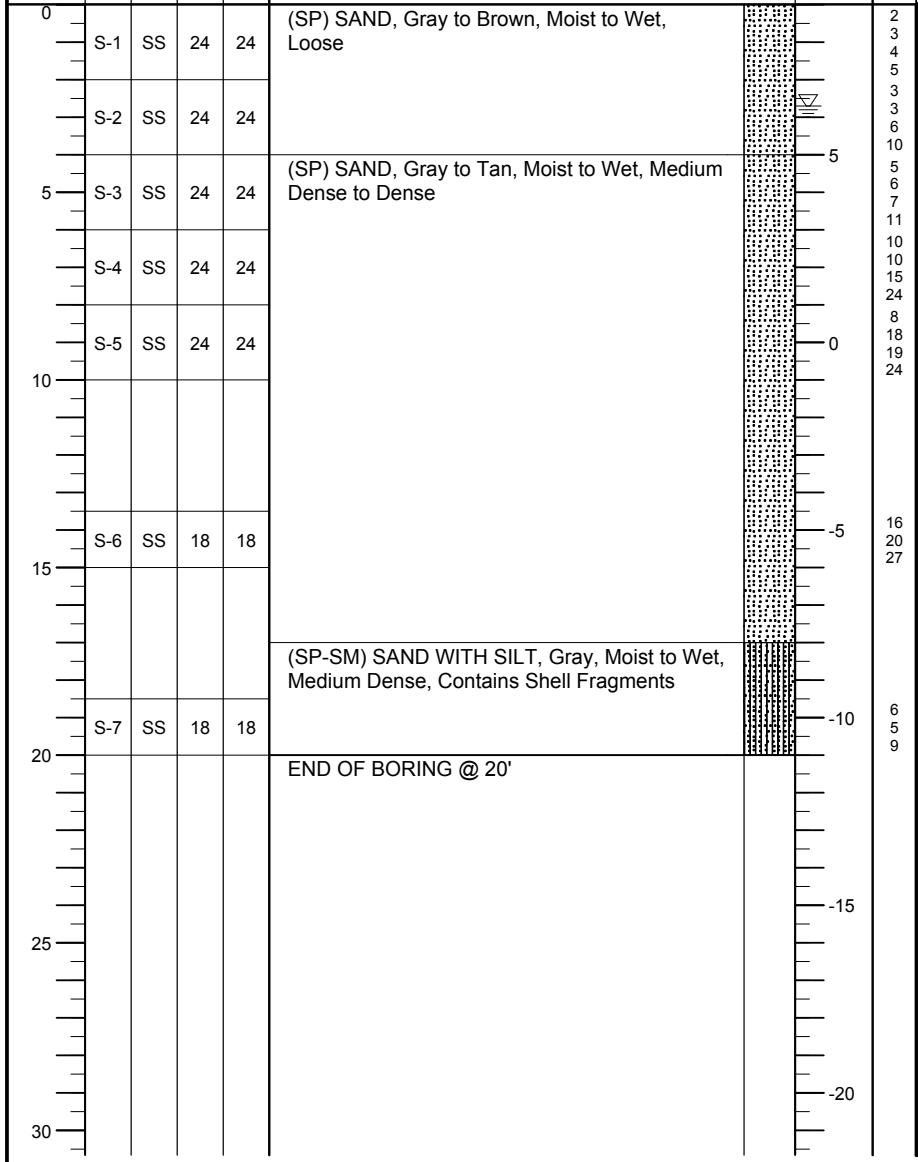 0
(SP) SAND, Gray to Brown, Moist to Wet,
Loose
S-1 SS 24 24
2
3
4
5
S-2 SS 24 24
3
3
6
10
5
(SP) SAND, Gray to Tan, Moist to Wet, Medium
Dense to Dense
5 S-3 SS 24 24
5
6
7
11
S-4 SS 24 24
10
10
15
24
S-5 SS 24 24 0
8
18
19
24
10
S-6 SS 18 18 -5
16
20
27
15
(SP-SM) SAND WITH SILT, Gray, Moist to Wet,
Medium Dense, Contains Shell Fragments
S-7 SS 18 18 -10
6
5
9
20
END OF BORING @ 20'
-15
25
-20
30